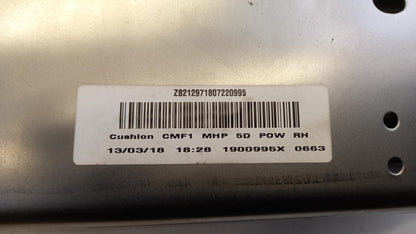 Z8212971807220995
Cushion CMF1 MHP 5D POW RH
13/03/18 18:28 1900995X 0663